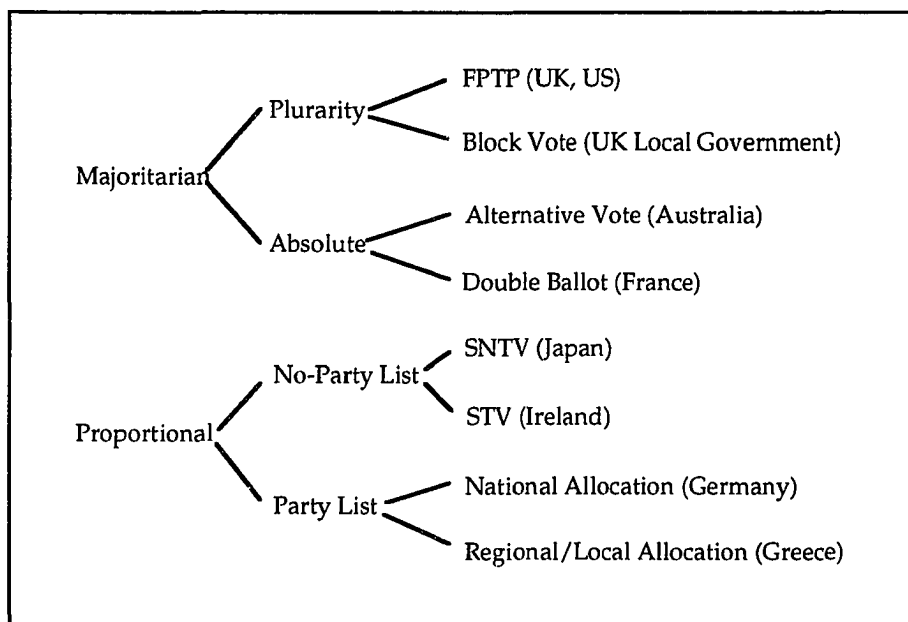 FPTP (UK, US)
Plurarity
Block Vote (UK Local Government)
Majoritarian
Alternative Vote (Australia)
Absolute
Double Ballot (France)
SNTV (Japan)
No-Party List
STV (Ireland)
Proportional
National Allocation (Germany)
Party List
Regional/Local Allocation (Greece)